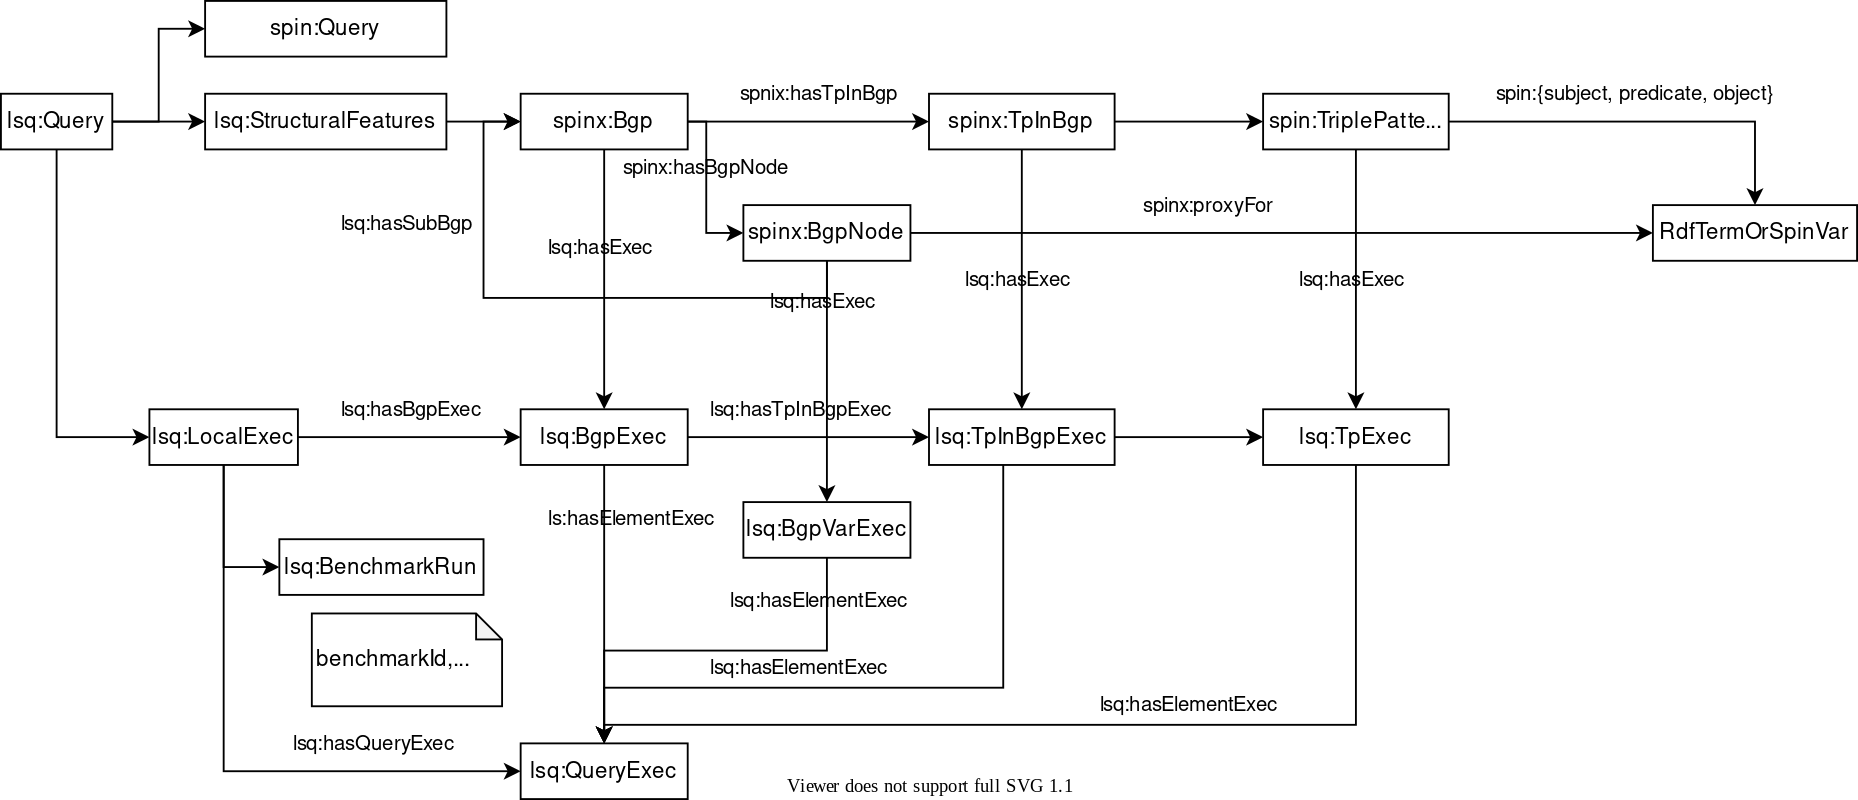 spin:Query
spnix:hasTpInBgp
spin:{subject, predicate, object}
lsq:Query
lsq:StructuralFeatures
spinx:Bgp
spinx:TpInBgp
spin:TriplePatte...
spinx:hasBgpNode
spinx:proxyFor
lsq:hasSubBgp
spinx:BgpNode
RdfTermOrSpinVar
lsq:hasExec
lsq:hasExec
lsq:hasExec
lsq:hasExec
lsq:hasBgpExec
lsq:hasTpInBgpExec
lsq:LocalExec
lsq:BgpExec
lsq:TpInBgpExec
lsq:TpExec
ls:hasElementExec
lsq:BgpVarExec
lsq:BenchmarkRun
lsq:hasElementExec
benchmarkId,...
lsq:hasElementExec
lsq:hasElementExec
lsq:hasQueryExec
lsq:QueryExec
Viewer does not support full SVG 1.1